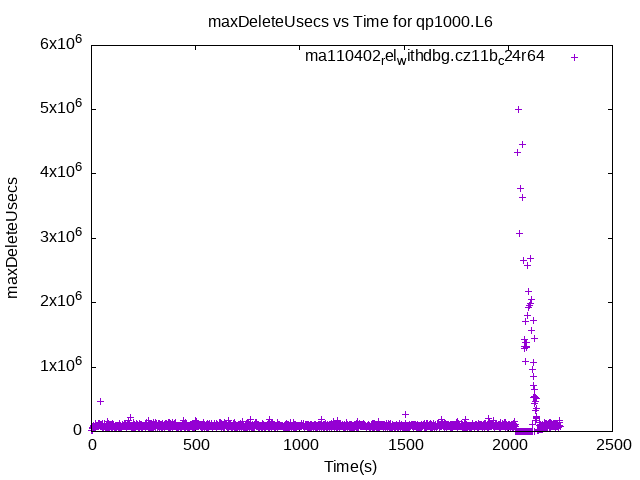 maxDeleteUsecs vs Time for qp1000.L6
ma110402_rel_withdbg.cz11b_c24r64
6x10^6
5x10^6
4x10^6
3x10^6
2x10^6
1x10^6
0
maxDeleteUsecs
0 500 1000 1500 2000 2500
Time(s)